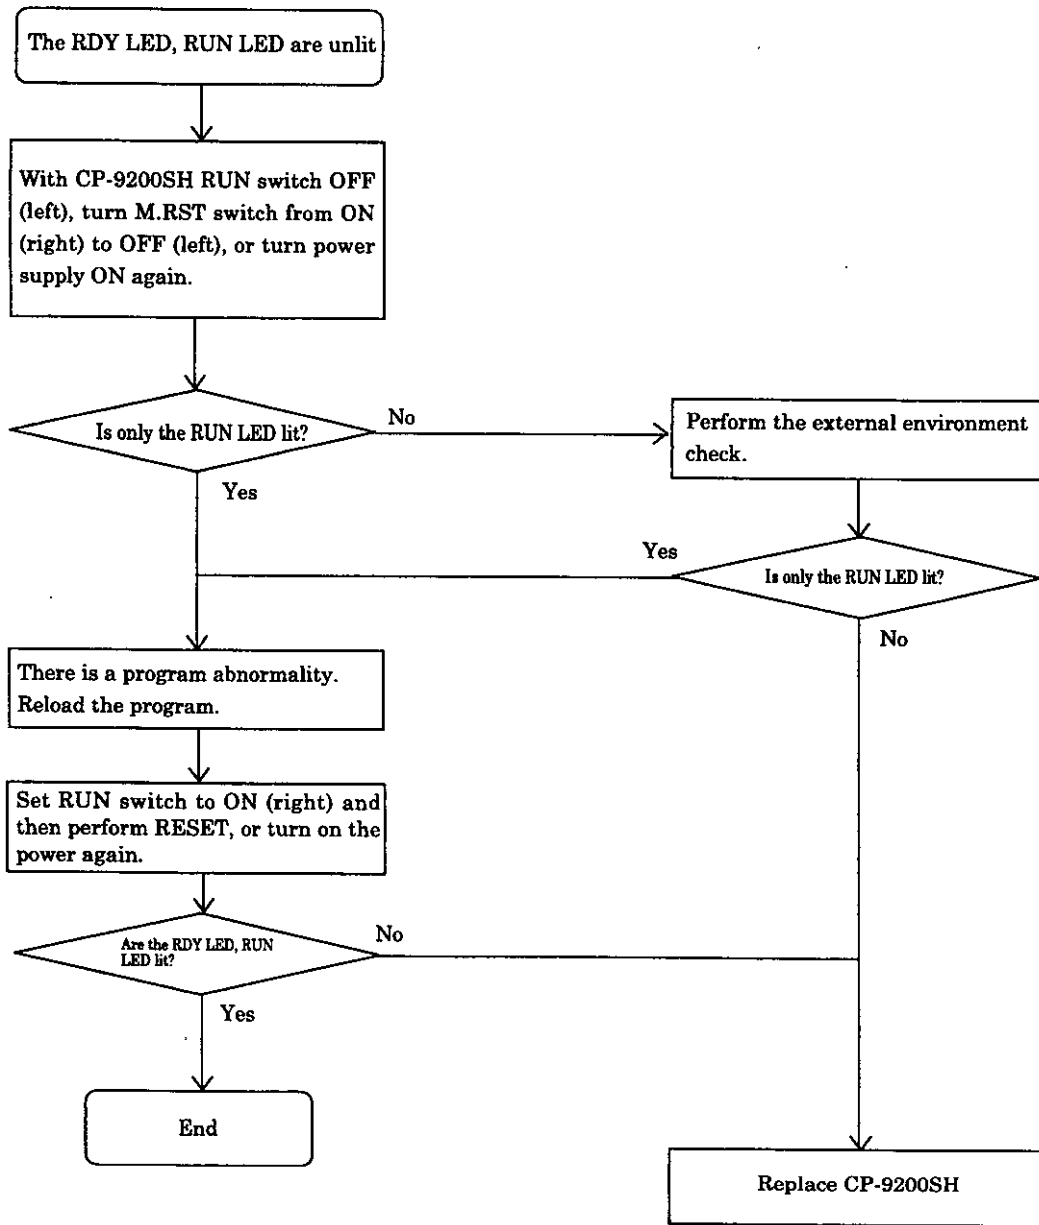 The RDY LED, RUN LED are unlit
With CP-9200SH RUN switch OFF
(left), turn M.RST switch from ON
(right) to OFF (left), or turn power
supply ON again.
Is only the RUN LED lit?
No
Perform the external environment
check.
Yes
Yes
Is only the RUN LED lit?
No
There is a program abnormality.
Reload the program.
Set RUN switch to ON (right) and
then perform RESET, or turn on the
power again.
Are the RDY LED, RUN
LED lit?
No
Yes
End
Replace CP-9200SH